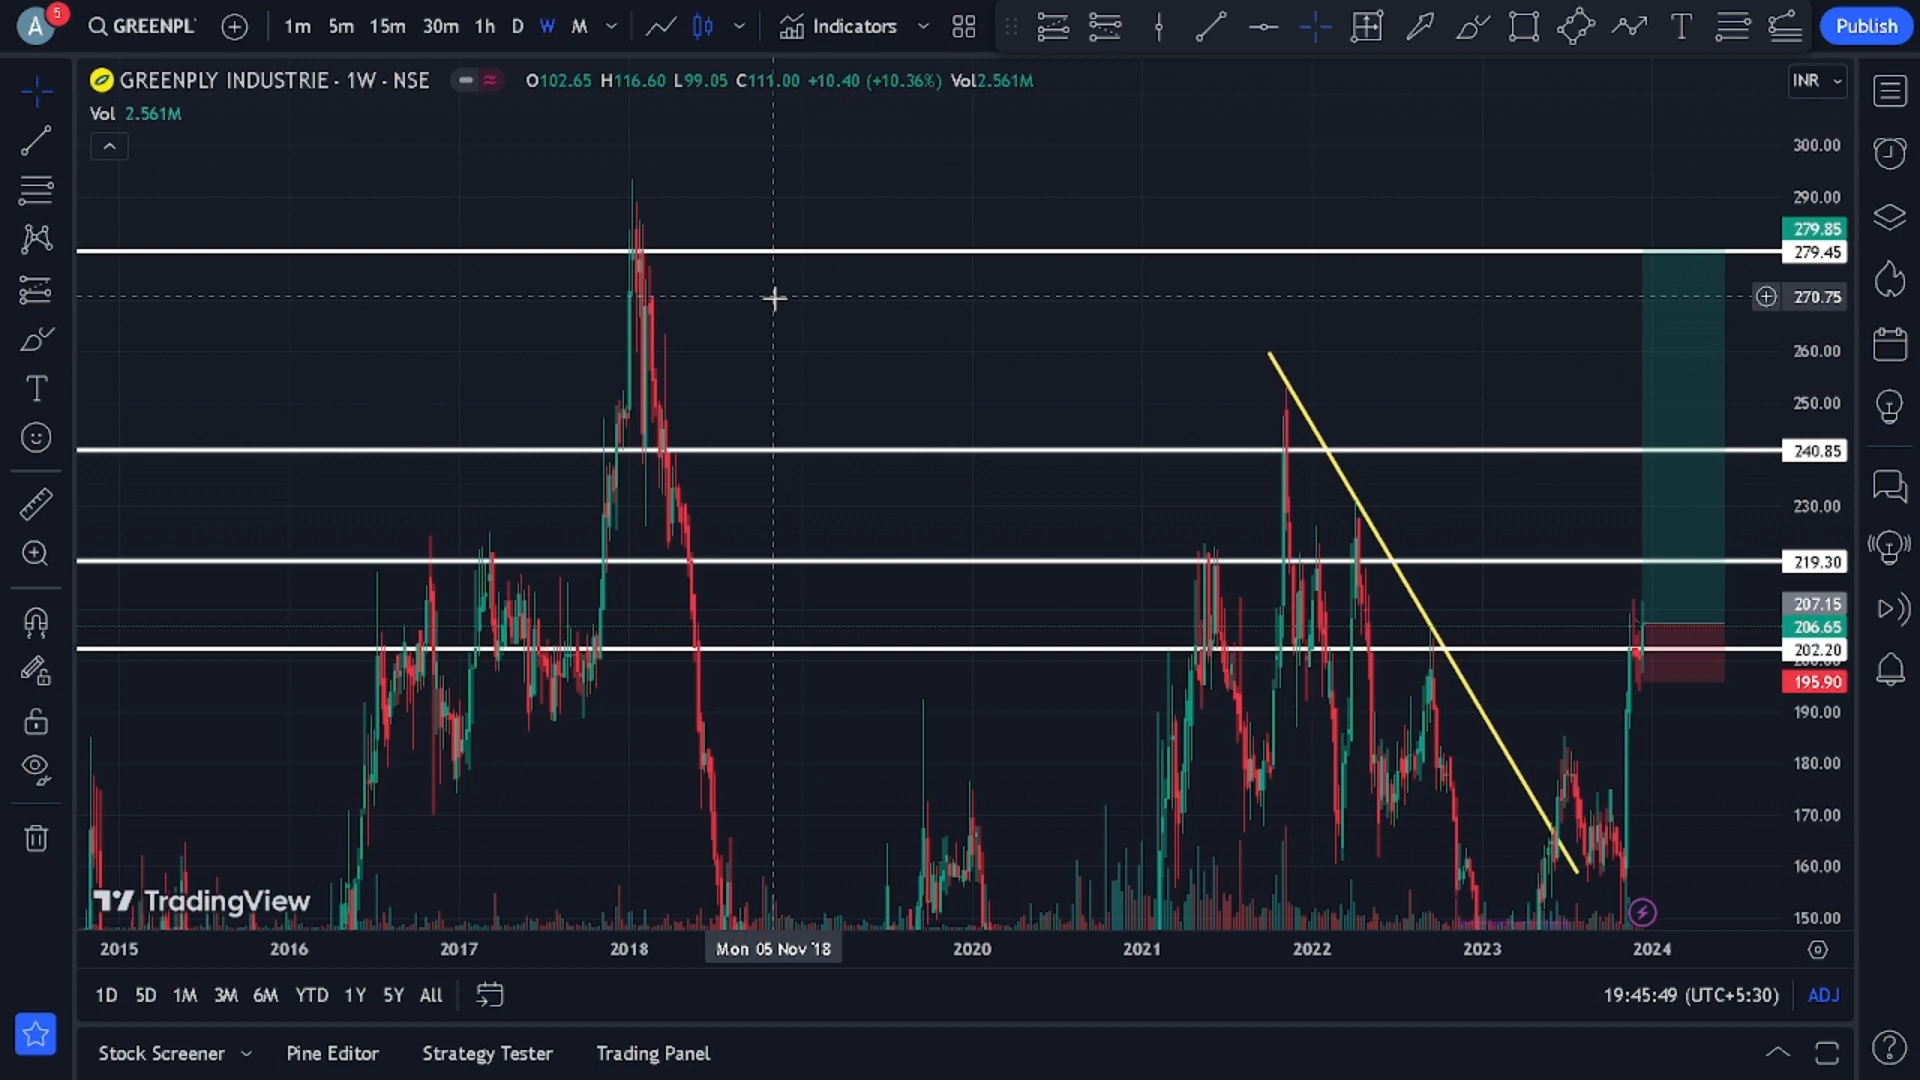 A 5 GREENPL 1m 5m 15m 30m 1h D W M Indicators T Publish
GREENPLY INDUSTRIE · 1W · NSE O102.65 H116.60 L99.05 C111.00 +10.40 (+10.36%) Vol2.561M INR
Vol 2.561M
300.00
290.00
279.85
279.45
270.75
260.00
250.00
240.85
230.00
219.30
207.15
206.65
202.20
200.00
195.90
190.00
180.00
170.00
160.00
150.00
TradingView
2015 2016 2017 2018 Mon 05 Nov '18 2020 2021 2022 2023 2024
1D 5D 1M 3M 6M YTD 1Y 5Y All 19:45:49 (UTC+5:30) ADJ
Stock Screener Pine Editor Strategy Tester Trading Panel